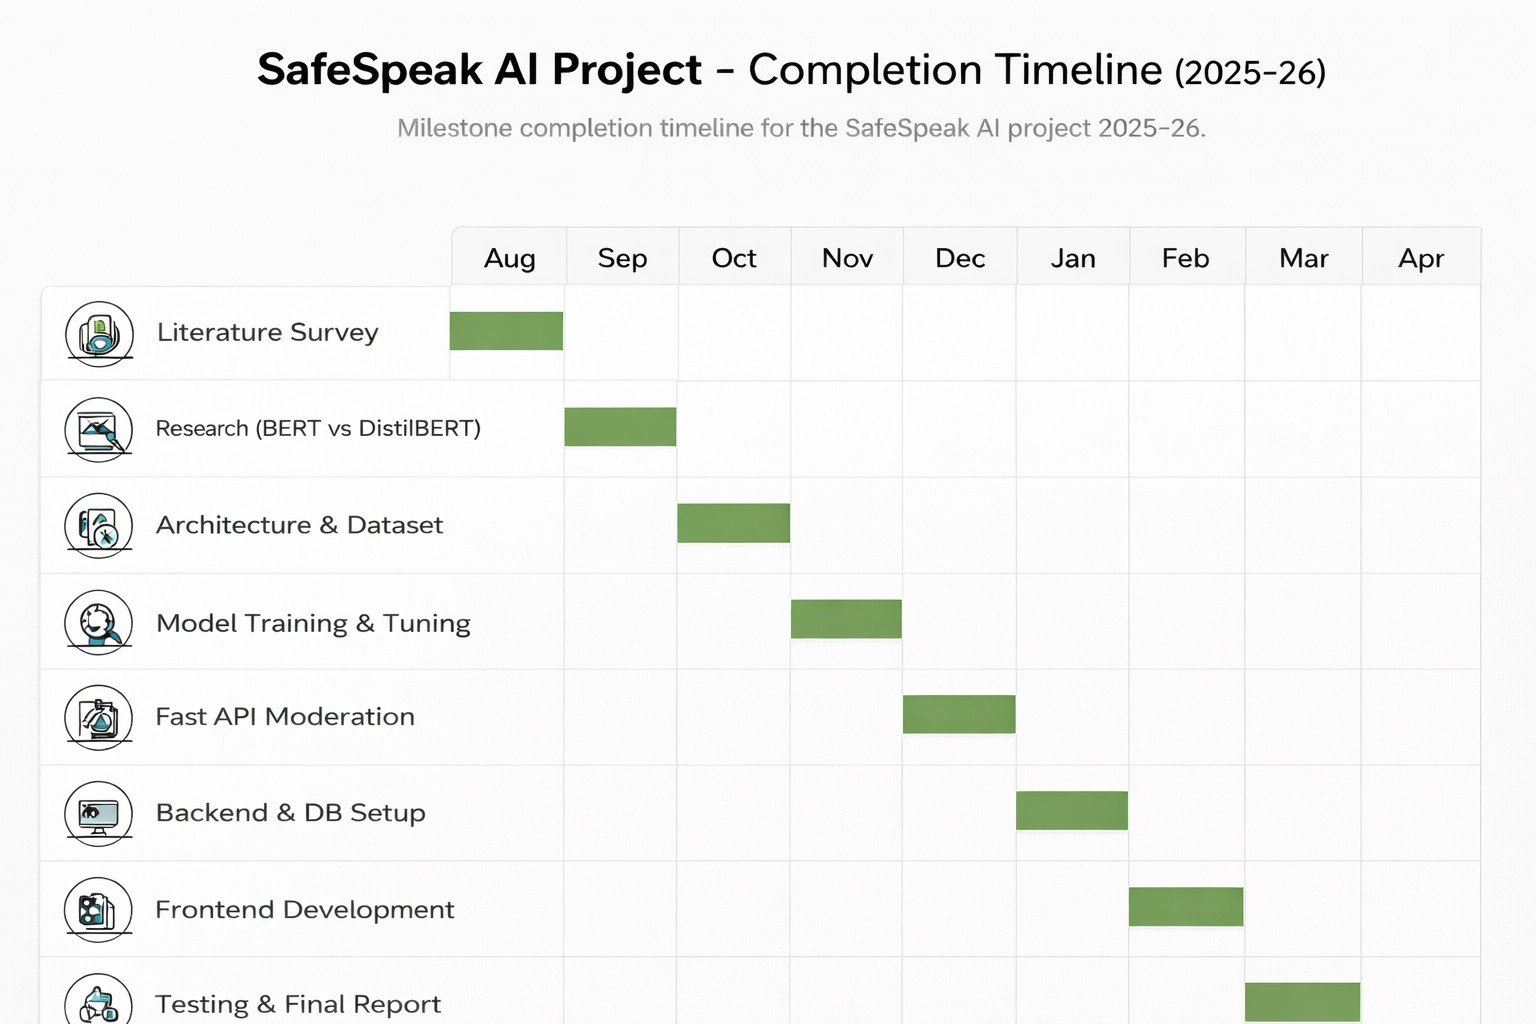 SafeSpeak AI Project – Completion Timeline (2025–26)
Milestone completion timeline for the SafeSpeak AI project 2025–26.
Aug Sep Oct Nov Dec Jan Feb Mar Apr
Literature Survey
Research (BERT vs DistilBERT)
Architecture & Dataset
Model Training & Tuning
Fast API Moderation
Backend & DB Setup
Frontend Development
Testing & Final Report